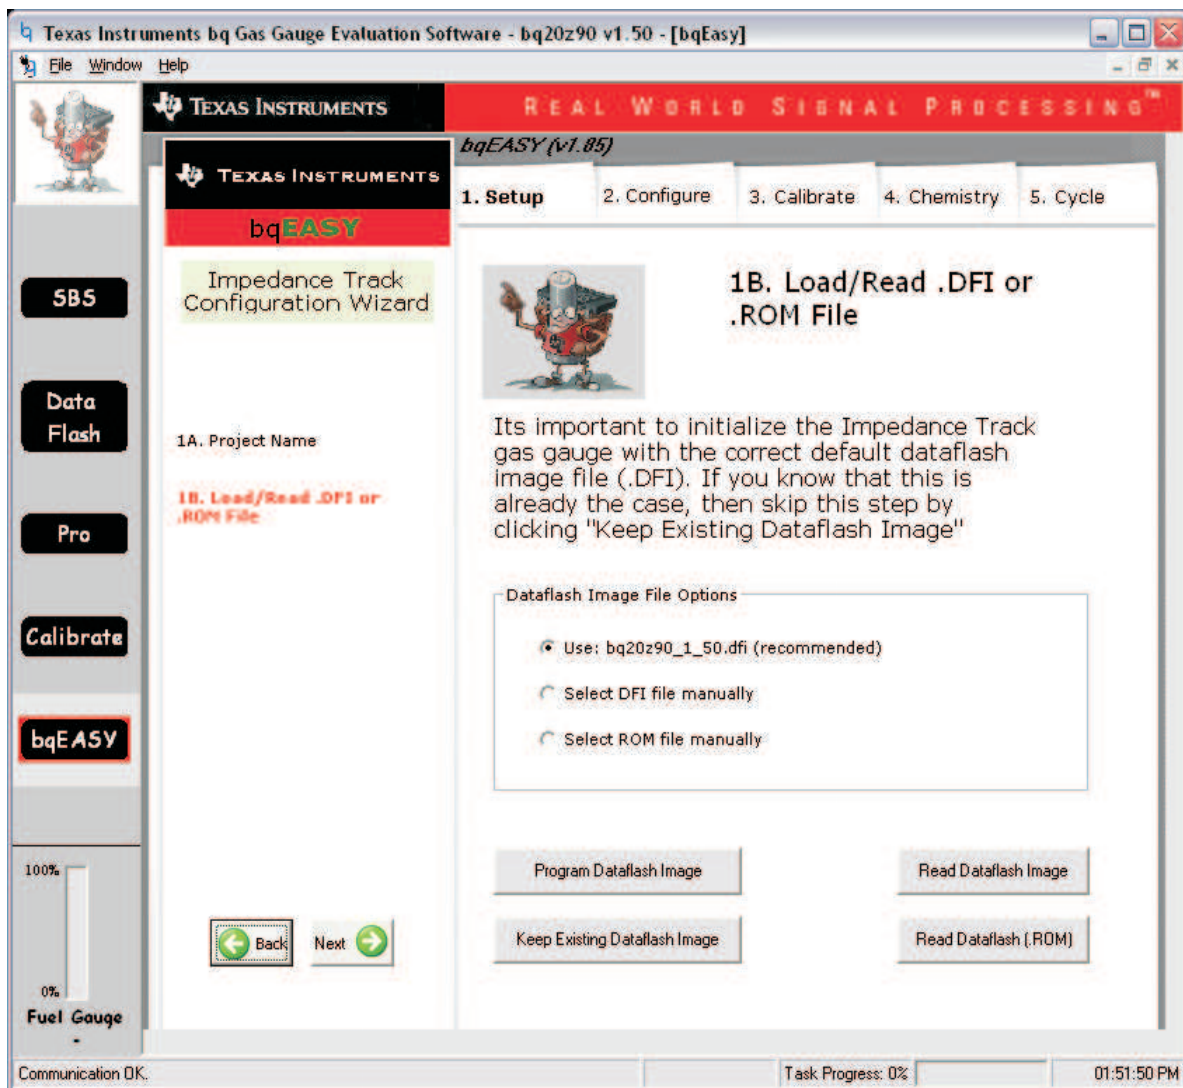 Texas Instruments bq Gas Gauge Evaluation Software - bq20z90 v1.50 - [bqEasy]
File Window Help
TEXAS INSTRUMENTS
REAL WORLD SIGNAL PROCESSING™
bqEASY (v1.85)
TEXAS INSTRUMENTS
bqEASY
1. Setup
2. Configure
3. Calibrate
4. Chemistry
5. Cycle
SBS
Data
Flash
Pro
Calibrate
bqEASY
Impedance Track
Configuration Wizard
1A. Project Name
1B. Load/Read .DFI or
.ROM File
1B. Load/Read .DFI or
.ROM File
Its important to initialize the Impedance Track
gas gauge with the correct default dataflash
image file (.DFI). If you know that this is
already the case, then skip this step by
clicking "Keep Existing Dataflash Image"
Dataflash Image File Options
Use: bq20z90_1_50.dfi (recommended)
Select DFI file manually
Select ROM file manually
Program Dataflash Image
Read Dataflash Image
Keep Existing Dataflash Image
Read Dataflash (.ROM)
Back
Next
100%
0%
Fuel Gauge
-
Communication OK.
Task Progress: 0%
01:51:50 PM